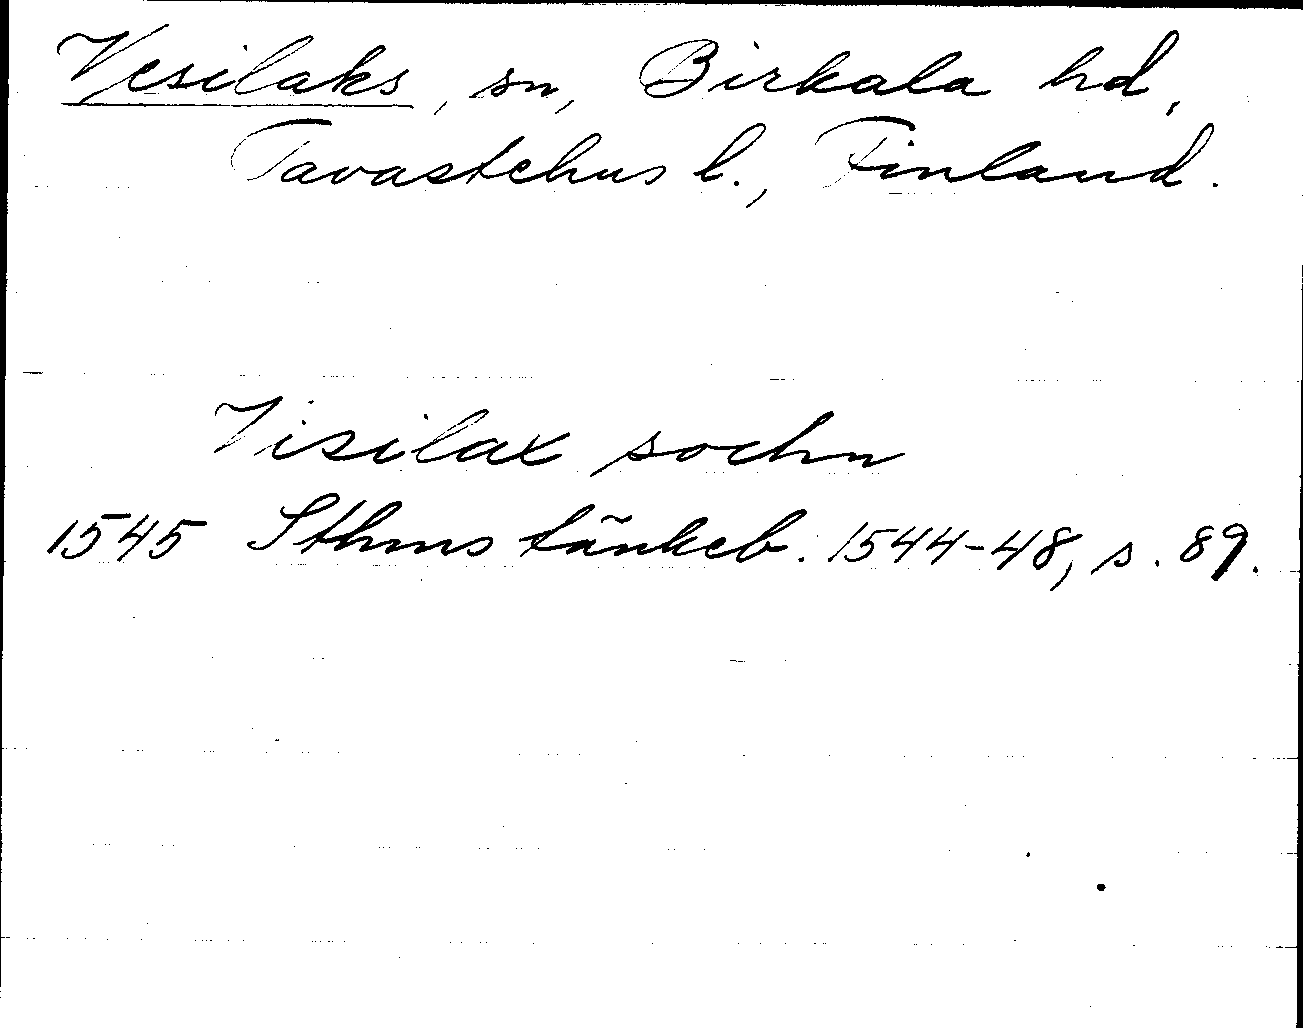 Vesilaks, sn, Birkala hd,
Tavastehus l., Finland.
Visilax sochn
1545 Sthms tänkeb. 1544-48, s. 89.